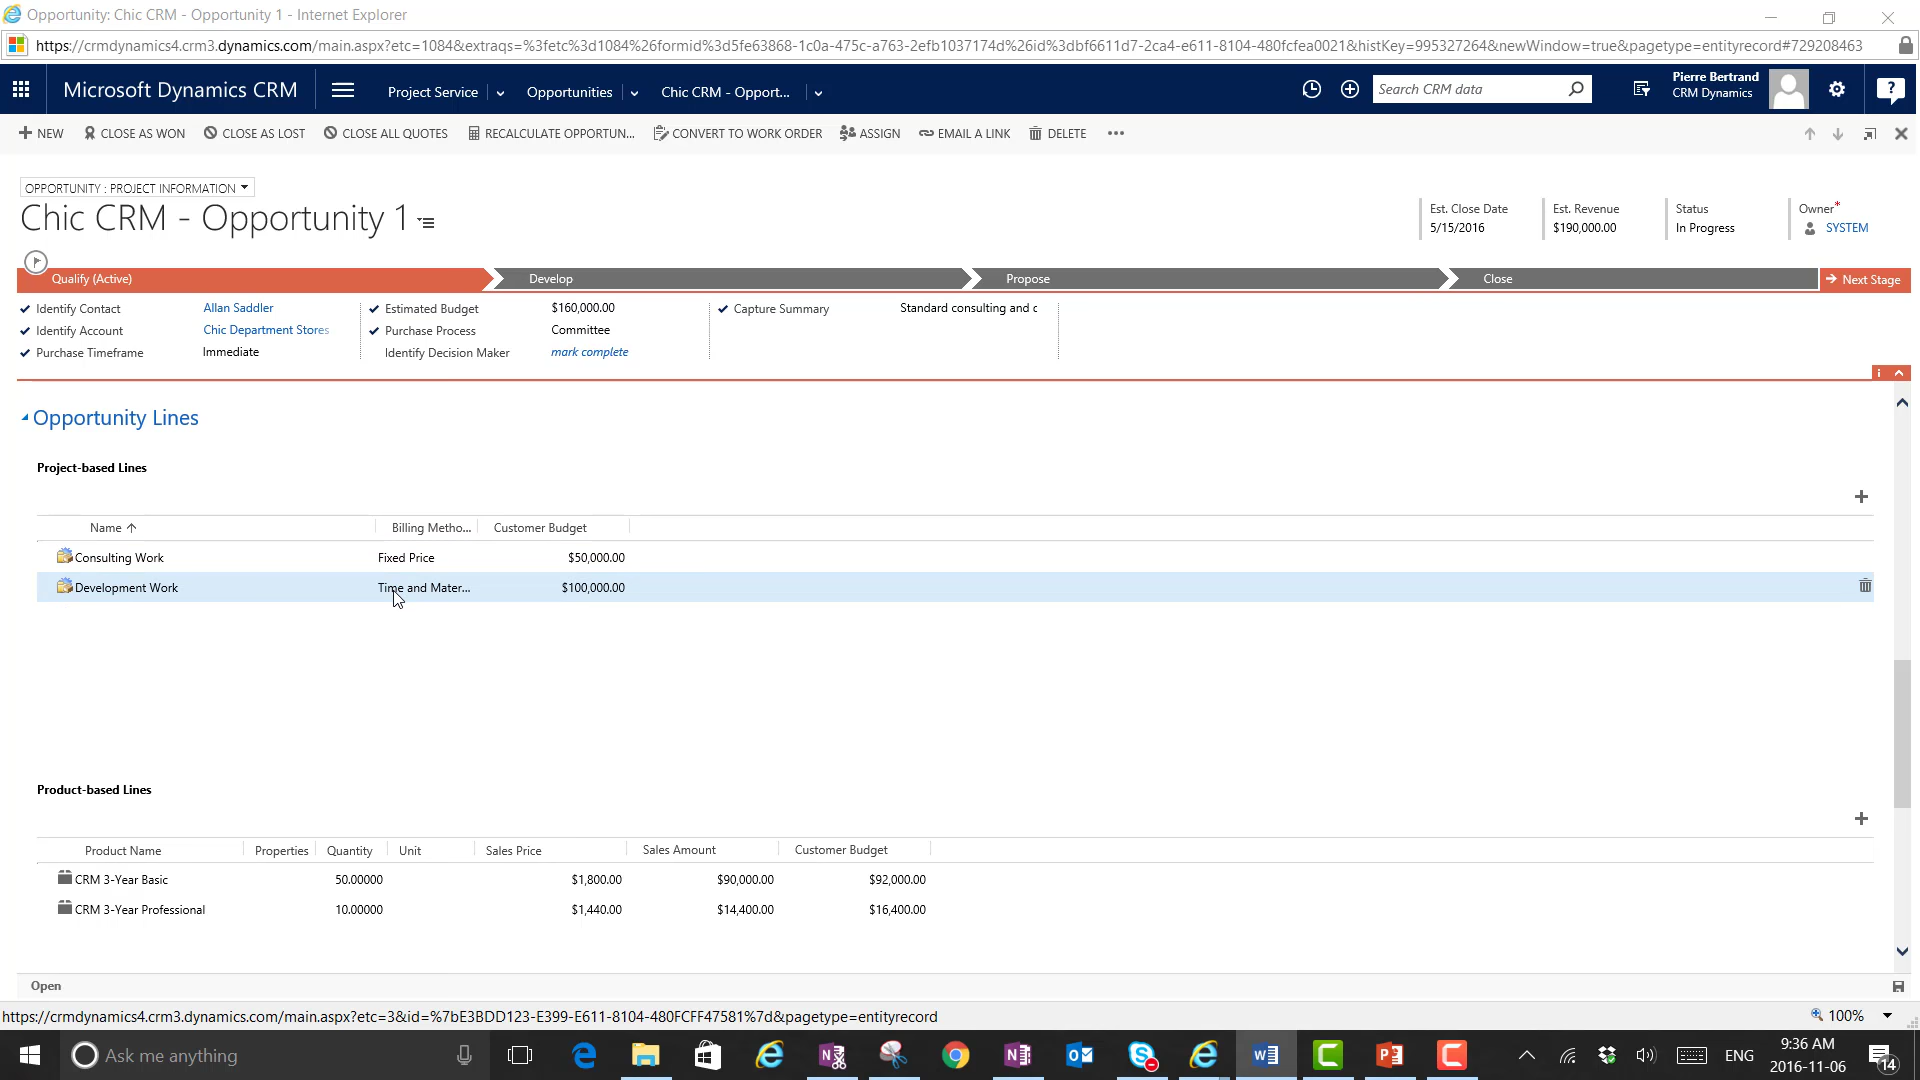 Opportunity: Chic CRM - Opportunity 1 - Internet Explorer
https://crmdynamics4.crm3.dynamics.com/main.aspx?etc=1084&extraqs=%3fetc%3d1084%26formid%3d5fe63868-1c0a-475c-a763-2efb1037174d%26id%3dbf6611d7-2ca4-e611-8104-480fcfea0021&histKey=995327264&newWindow=true&pagetype=entityrecord#729208463
Microsoft Dynamics CRM
Project Service
Opportunities
Chic CRM - Opport...
Search CRM data
Pierre Bertrand
CRM Dynamics
NEW
CLOSE AS WON
CLOSE AS LOST
CLOSE ALL QUOTES
RECALCULATE OPPORTUN...
CONVERT TO WORK ORDER
ASSIGN
EMAIL A LINK
DELETE
OPPORTUNITY : PROJECT INFORMATION
Chic CRM - Opportunity 1
Est. Close Date
5/15/2016
Est. Revenue
$190,000.00
Status
In Progress
Owner*
SYSTEM
Qualify (Active)
Develop
Propose
Close
Next Stage
Identify Contact Allan Saddler
Identify Account Chic Department Stores
Purchase Timeframe Immediate
Estimated Budget $160,000.00
Purchase Process Committee
Identify Decision Maker mark complete
Capture Summary Standard consulting and c
Opportunity Lines
Project-based Lines
Name Billing Metho... Customer Budget
Consulting Work Fixed Price $50,000.00
Development Work Time and Mater... $100,000.00
Product-based Lines
Product Name Properties Quantity Unit Sales Price Sales Amount Customer Budget
CRM 3-Year Basic 50.00000 $1,800.00 $90,000.00 $92,000.00
CRM 3-Year Professional 10.00000 $1,440.00 $14,400.00 $16,400.00
Open
https://crmdynamics4.crm3.dynamics.com/main.aspx?etc=3&id=%7bE3BDD123-E399-E611-8104-480FCFF47581%7d&pagetype=entityrecord
100%
Ask me anything
ENG
9:36 AM
2016-11-06
14